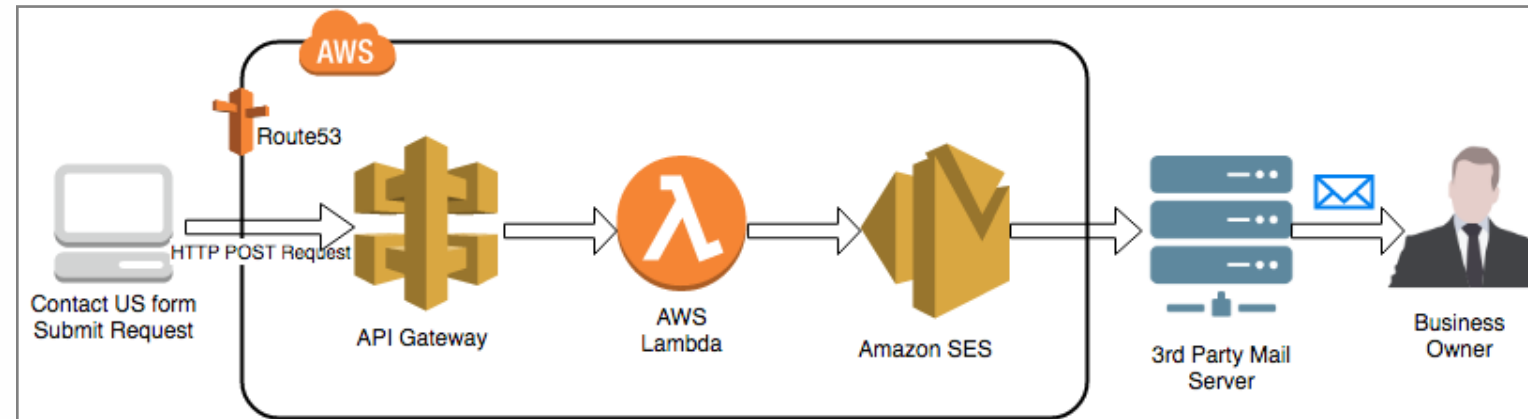 AWS
Route53
HTTP POST Request
Contact US form
Submit Request
API Gateway
AWS
Lambda
Amazon SES
3rd Party Mail
Server
Business
Owner